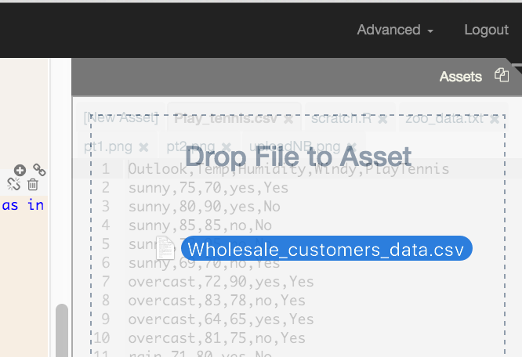 Advanced
Logout
Assets
[New Asset] Play_tennis.csv scratch.R zoo_data.txt
pt1.png pt2.png uploadNB.png
Drop File to Asset
1 Outlook,Temp,Humidity,Windy,PlayTennis
2 sunny,75,70,yes,Yes
3 sunny,80,90,yes,No
4 sunny,85,85,no,No
5
Wholesale_customers_data.csv
6 sunny,69,70,no,Yes
7 overcast,72,90,yes,Yes
8 overcast,83,78,no,Yes
9 overcast,64,65,yes,Yes
10 overcast,81,75,no,Yes
11 rain,71,80,yes,No
as in